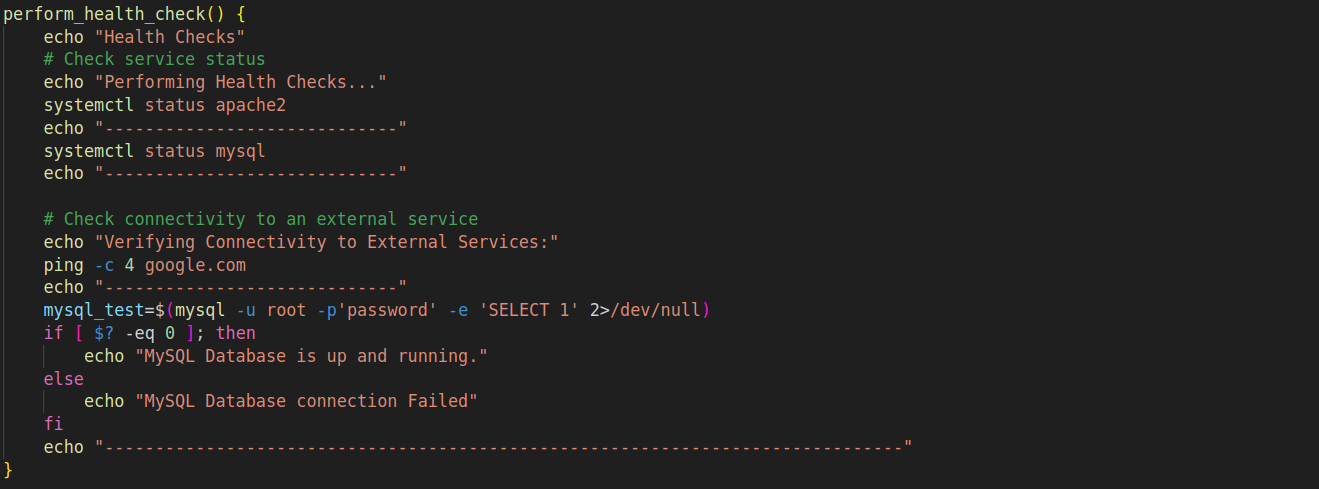 perform_health_check() {
    echo "Health Checks"
    # Check service status
    echo "Performing Health Checks..."
    systemctl status apache2
    echo "-----------------------------"
    systemctl status mysql
    echo "-----------------------------"

    # Check connectivity to an external service
    echo "Verifying Connectivity to External Services:"
    ping -c 4 google.com
    echo "-----------------------------"
    mysql_test=$(mysql -u root -p'password' -e 'SELECT 1' 2>/dev/null)
    if [ $? -eq 0 ]; then
        echo "MySQL Database is up and running."
    else
        echo "MySQL Database connection Failed"
    fi
    echo "-------------------------------------------------------------------------------"
}